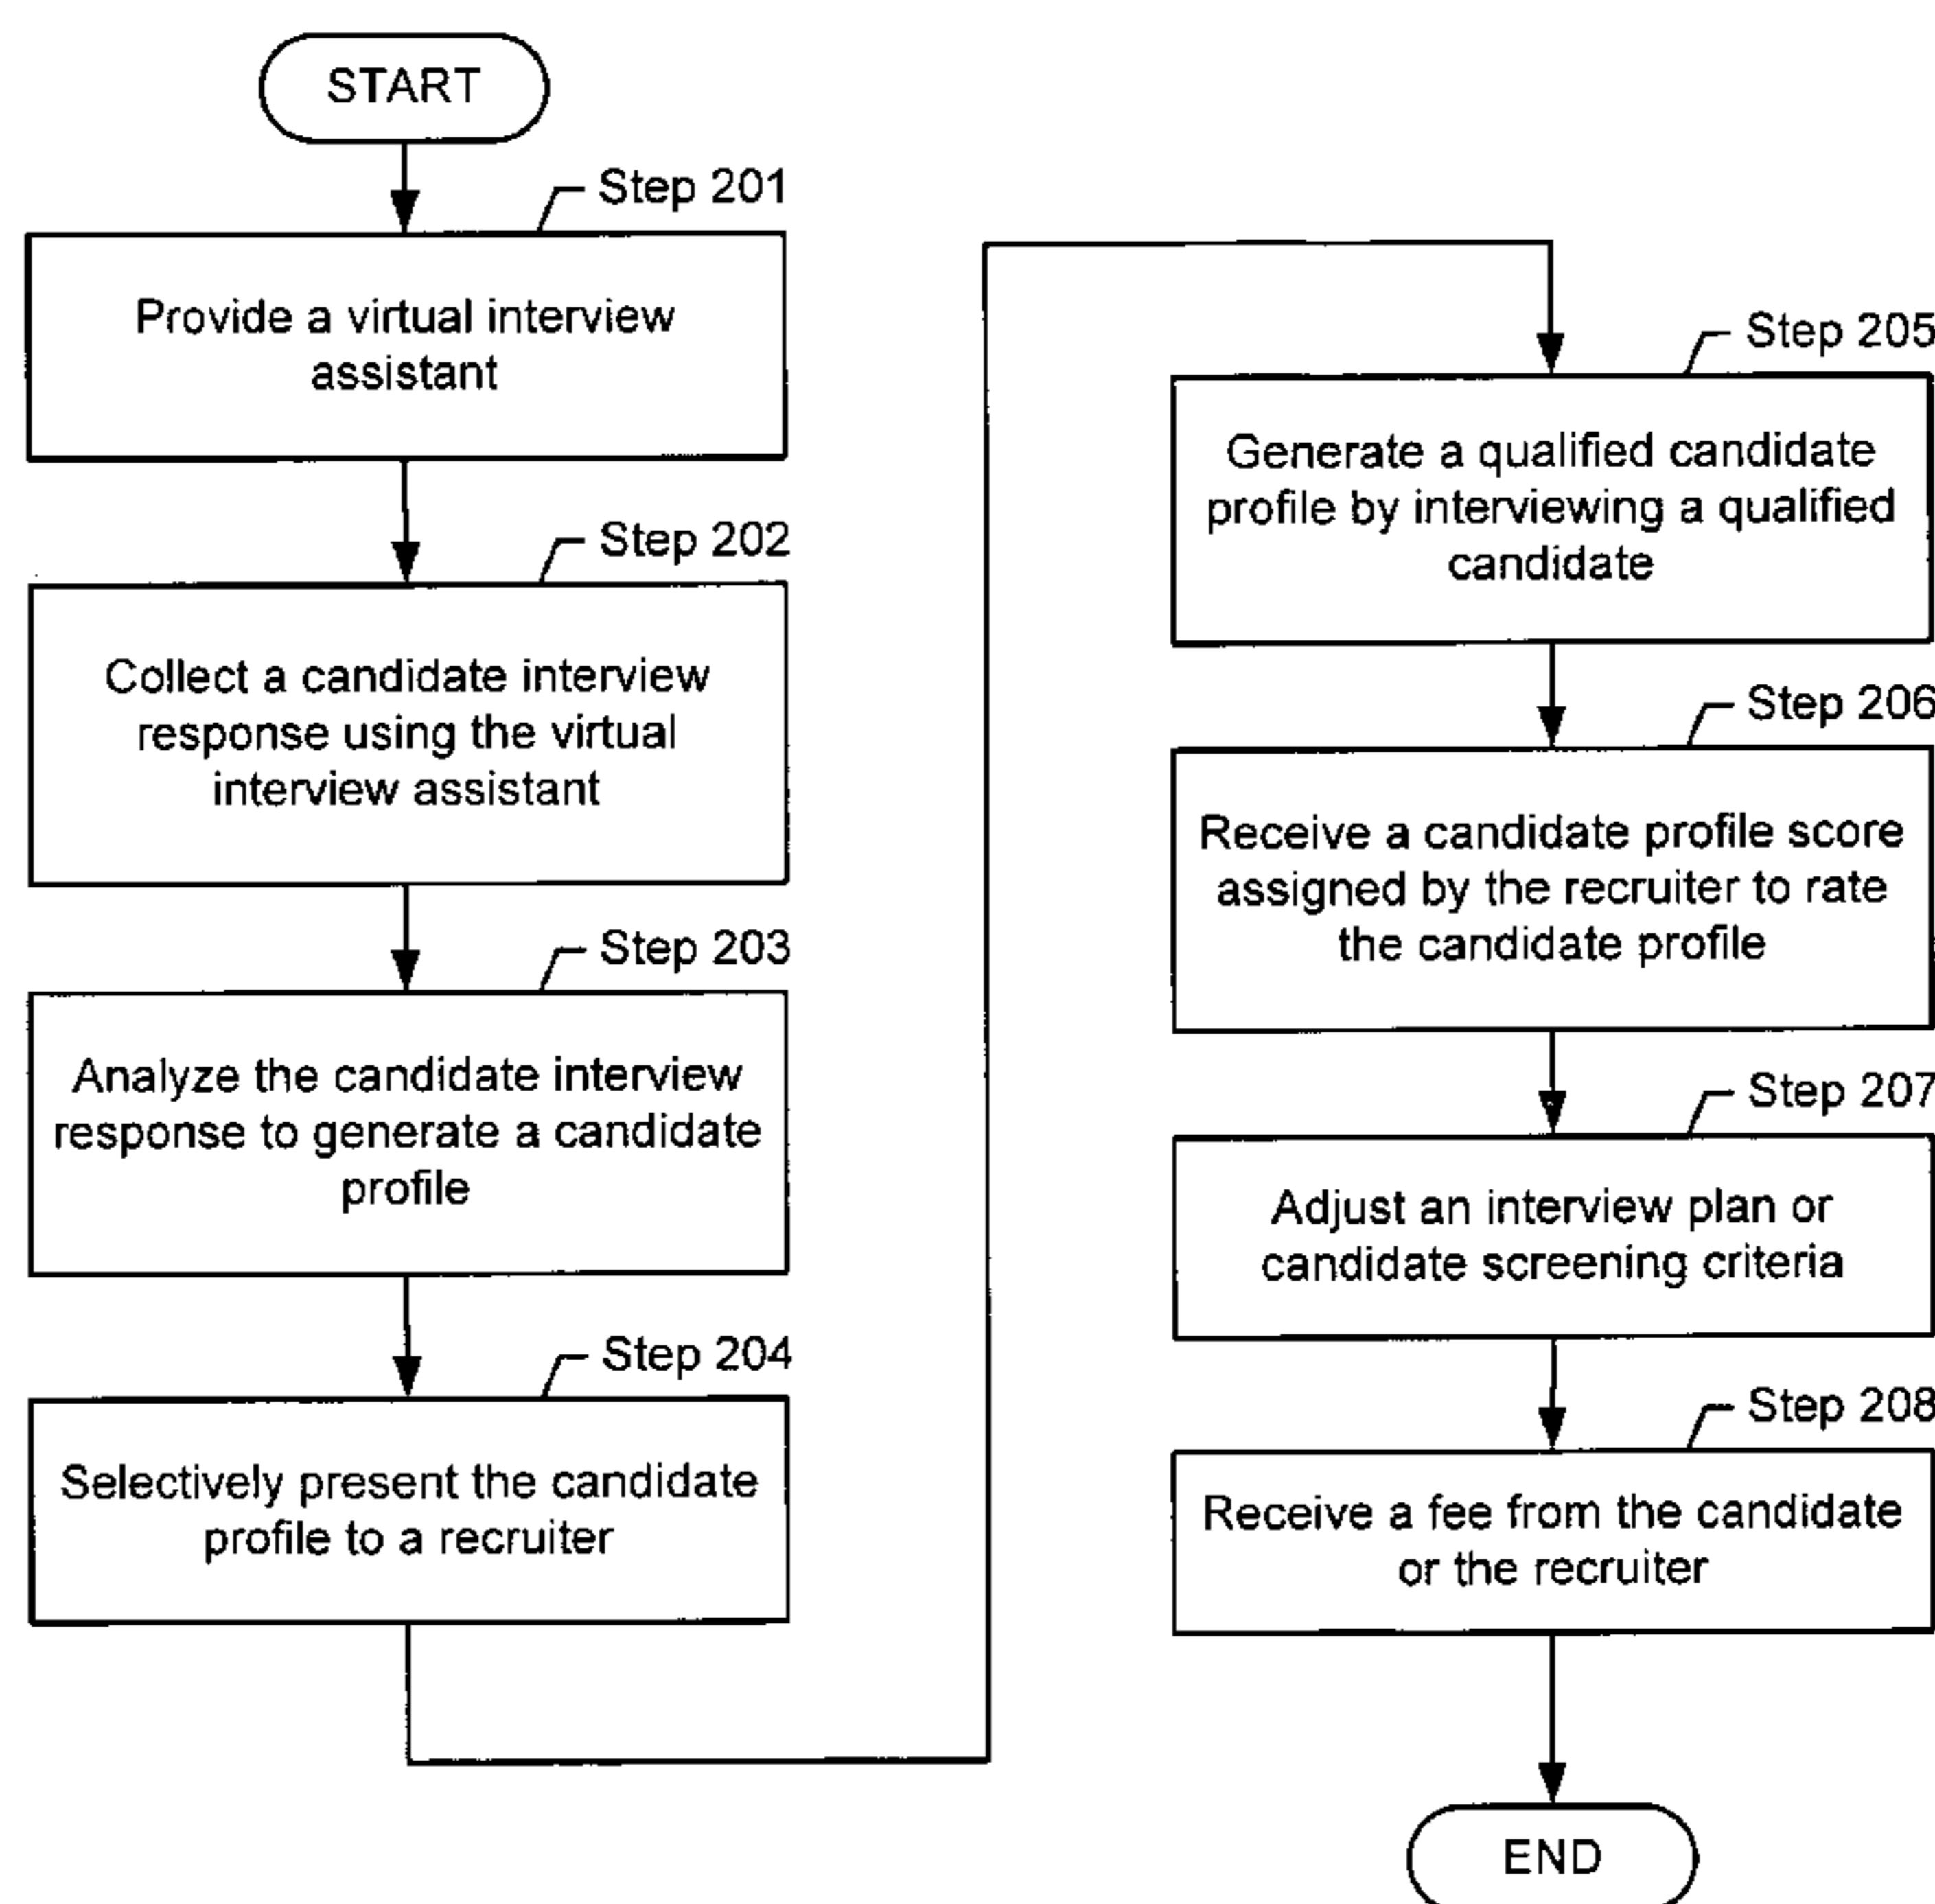 START
Step 201
Provide a virtual interview
assistant
Step 202
Collect a candidate interview
response using the virtual
interview assistant
Step 203
Analyze the candidate interview
response to generate a candidate
profile
Step 204
Selectively present the candidate
profile to a recruiter
Step 205
Generate a qualified candidate
profile by interviewing a qualified
candidate
Step 206
Receive a candidate profile score
assigned by the recruiter to rate
the candidate profile
Step 207
Adjust an interview plan or
candidate screening criteria
Step 208
Receive a fee from the candidate
or the recruiter
END